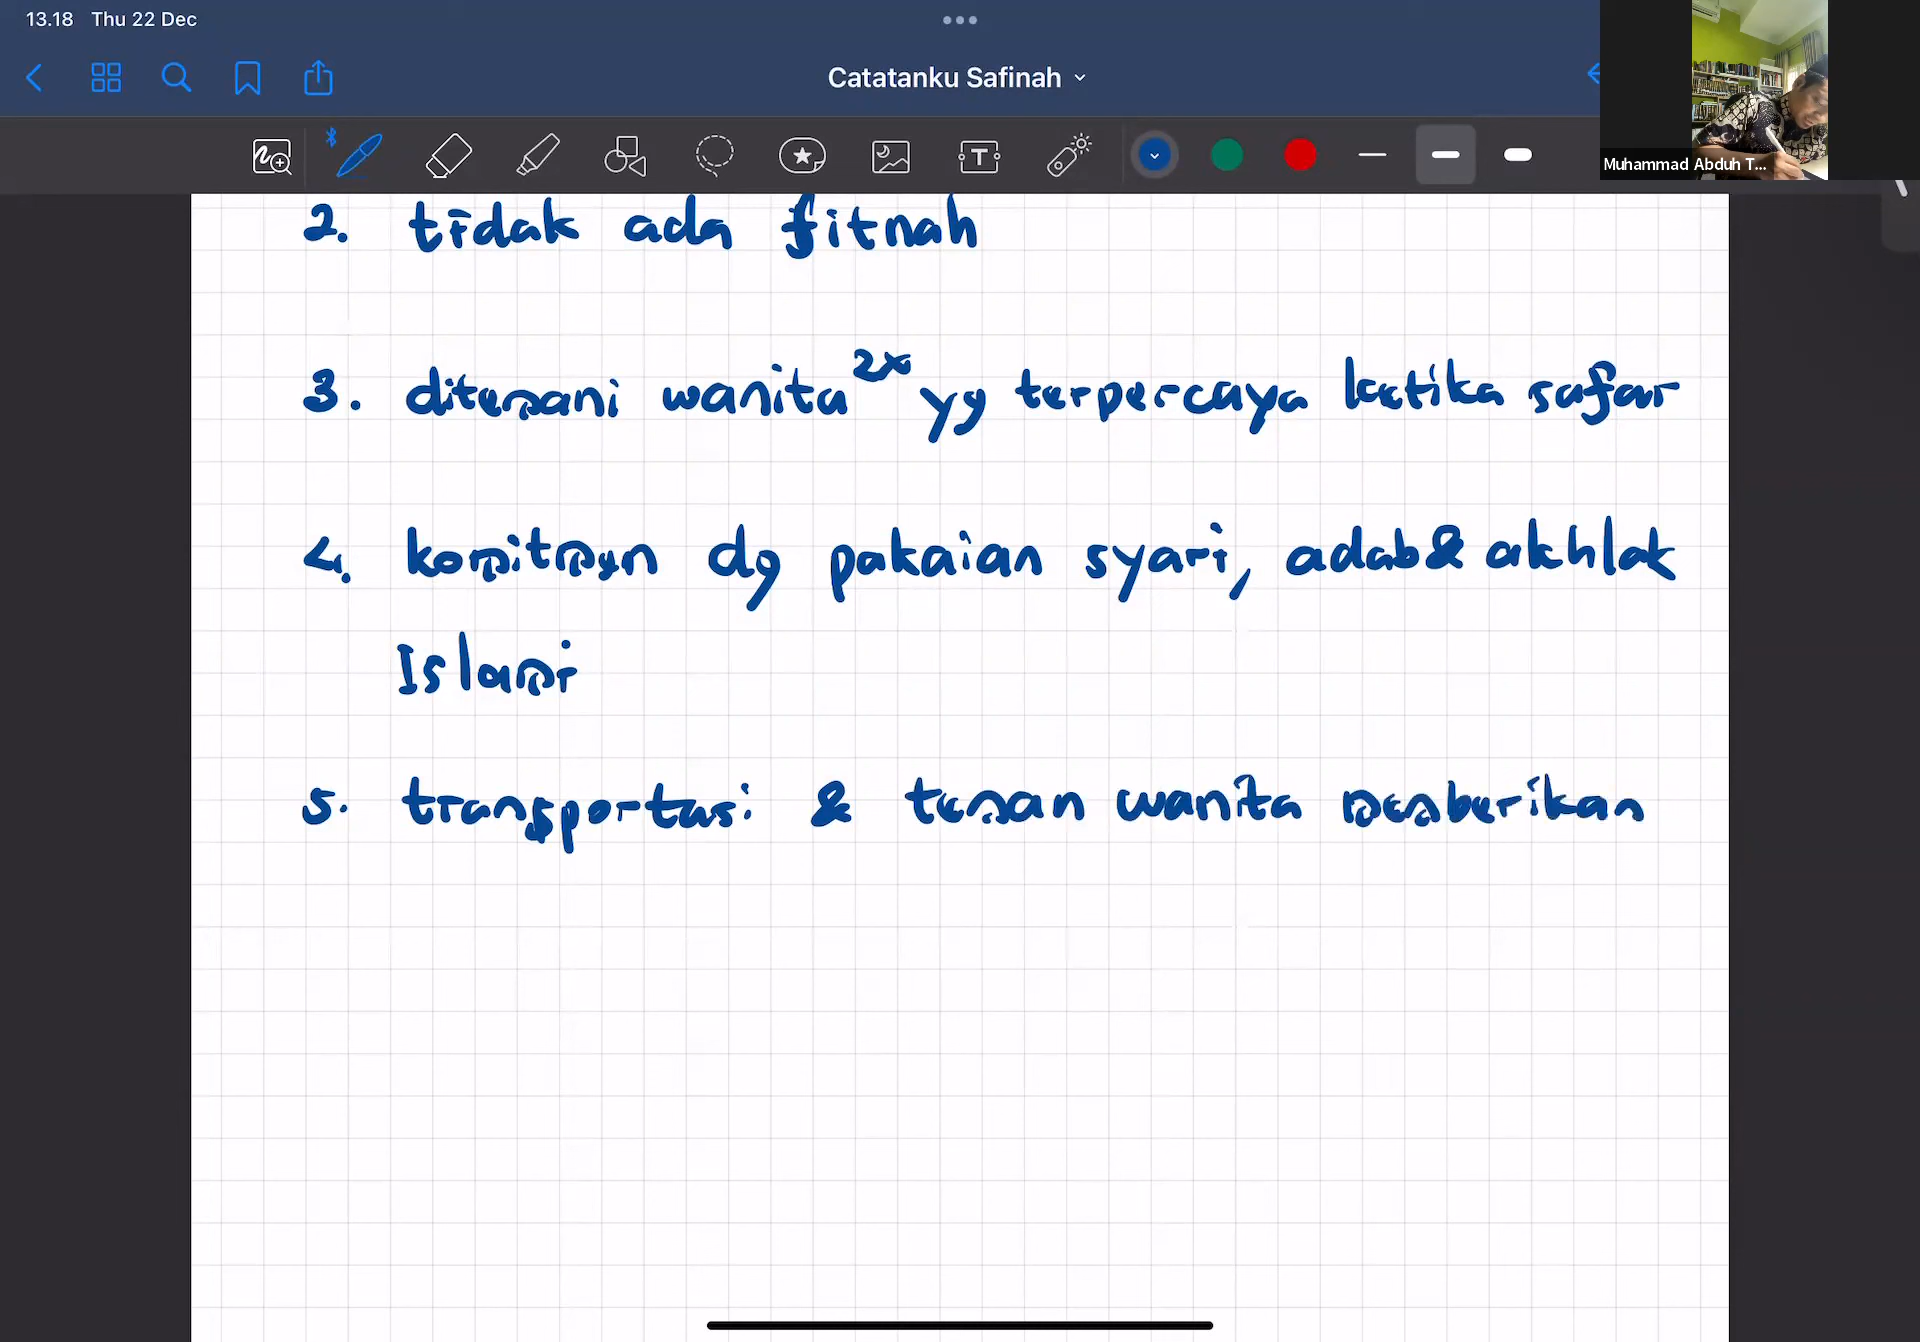 13.18 Thu 22 Dec
Catatanku Safinah
Muhammad Abduh T...
2. tidak ada fitnah
3. ditemani wanita 2x yg terpercaya ketika safar
4. komitmen dg pakaian syari, adab & akhlak
Islami
5. transportasi & teman wanita memberikan